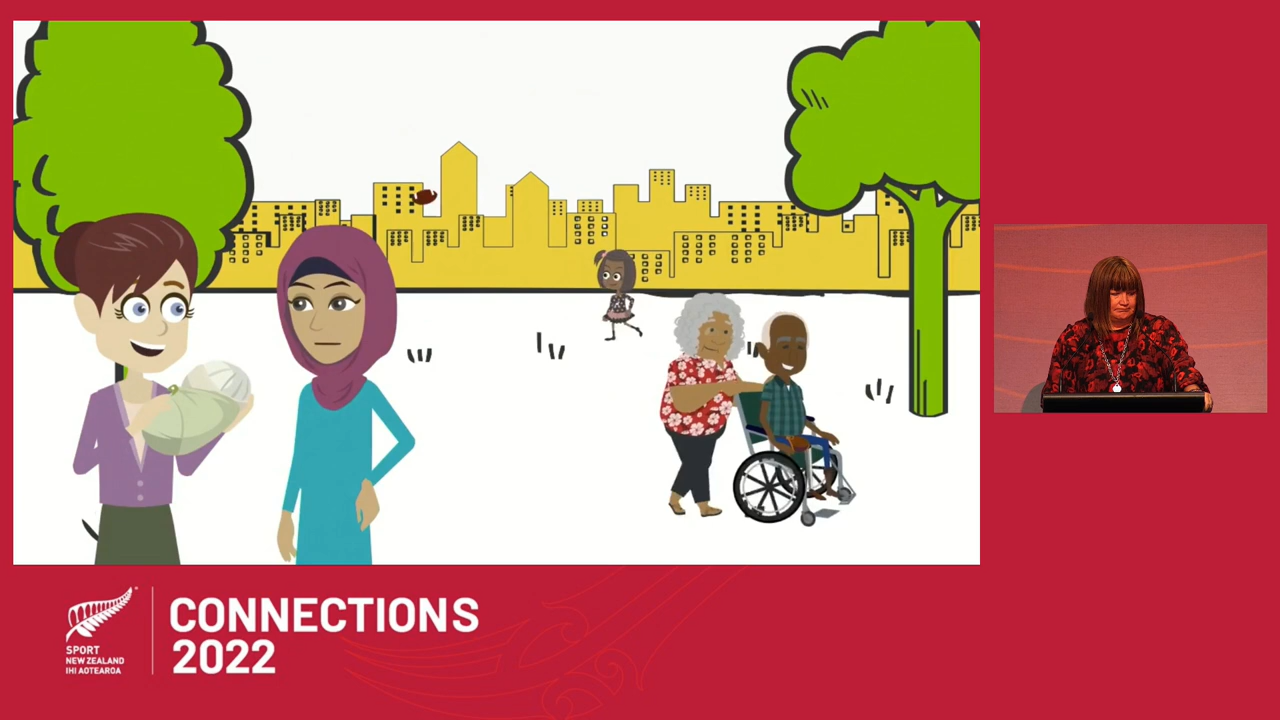 CONNECTIONS
2022
SPORT
NEW ZEALAND
IHI AOTEAROA